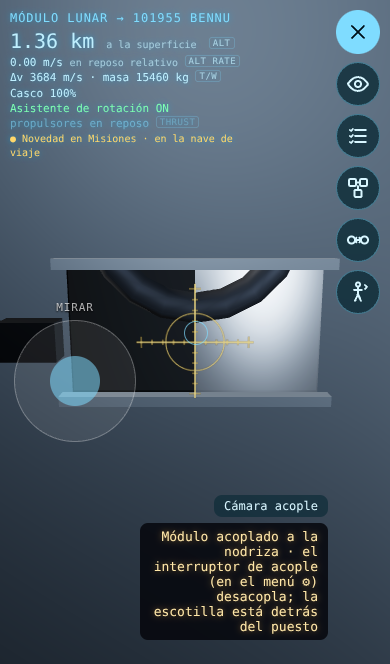 MÓDULO LUNAR → 101955 BENNU
1.36 km a la superficie ALT
0.00 m/s en reposo relativo ALT RATE
Δv 3684 m/s · masa 15460 kg T/W
Casco 100%
Asistente de rotación ON
propulsores en reposo THRUST
● Novedad en Misiones · en la nave de
viaje
MIRAR
Cámara acople
Módulo acoplado a la
nodriza · el
interruptor de acople
(en el menú ⚙)
desacopla; la
escotilla está detrás
del puesto